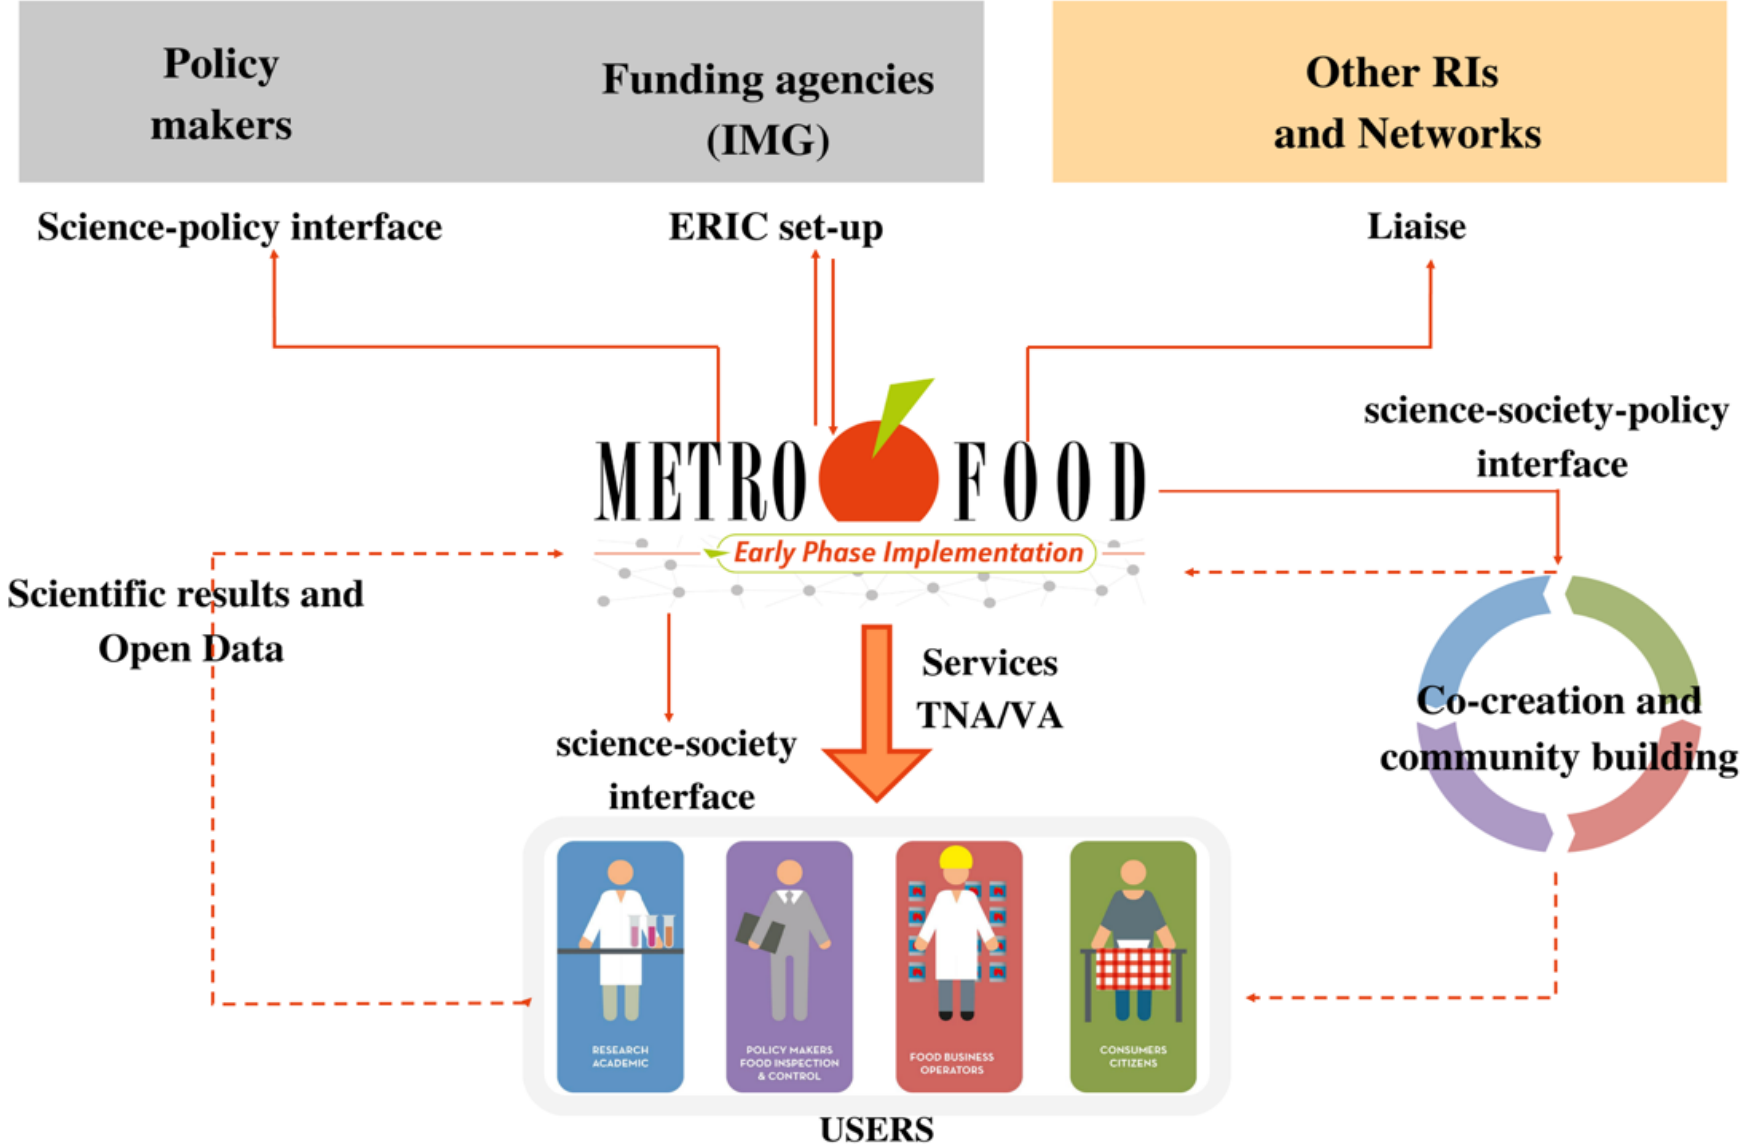 Policy
makers
Funding agencies
(IMG)
Other RIs
and Networks
Science-policy interface
ERIC set-up
Liaise
science-society-policy
interface
METRO FOOD
Early Phase Implementation
Scientific results and
Open Data
Services
TNA/VA
science-society
interface
Co-creation and
community building
RESEARCH
ACADEMIC
POLICY MAKERS
FOOD INSPECTION
& CONTROL
FOOD BUSINESS
OPERATORS
CONSUMERS
CITIZENS
USERS